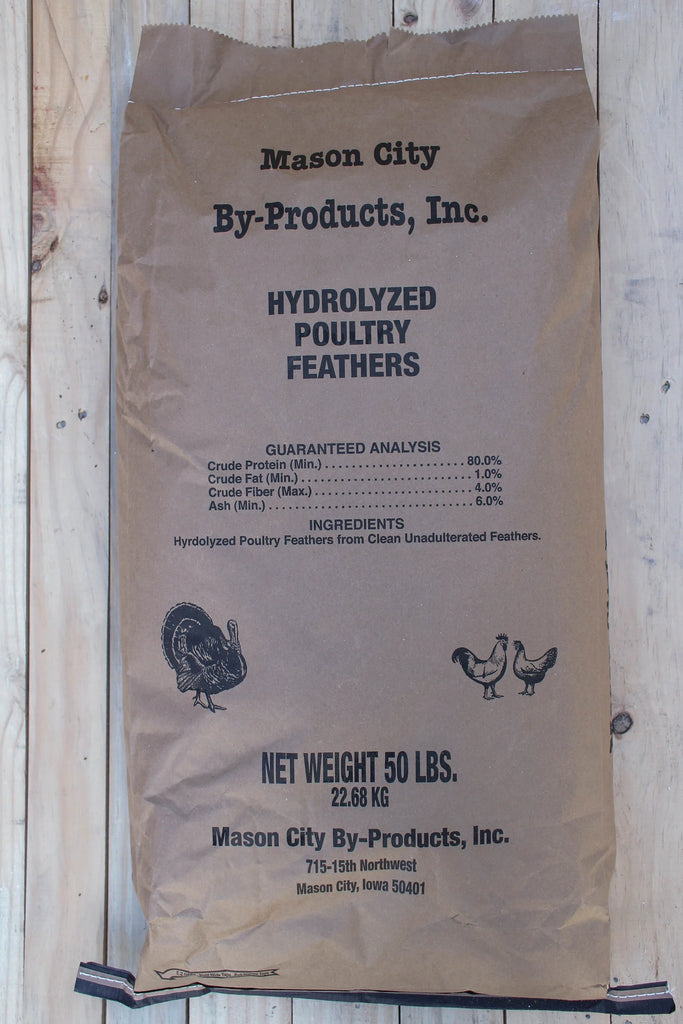 Mason City
By-Products, Inc.
HYDROLYZED
POULTRY
FEATHERS
GUARANTEED ANALYSIS
Crude Protein (Min.) . . . . . . . . . . . . . . . . . . . . . . 80.0%
Crude Fat (Min.) . . . . . . . . . . . . . . . . . . . . . . . . . . 1.0%
Crude Fiber (Max.) . . . . . . . . . . . . . . . . . . . . . . . . 4.0%
Ash (Min.) . . . . . . . . . . . . . . . . . . . . . . . . . . . . . . . 6.0%
INGREDIENTS
Hyrdolyzed Poultry Feathers from Clean Unadulterated Feathers.
NET WEIGHT 50 LBS.
22.68 KG
Mason City By-Products, Inc.
715-15th Northwest
Mason City, Iowa 50401